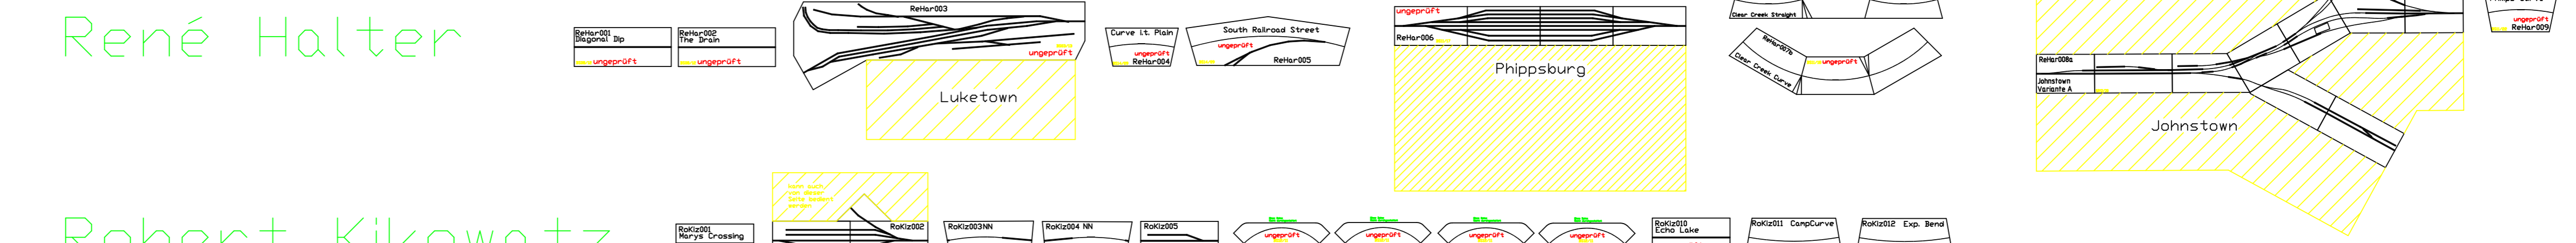 René Halter
ReHar001
Diagonal Dip
ungeprüft
ReHar002
The Drain
ungeprüft
ReHar003
ungeprüft
Luketown
Curve i.t. Plain
ungeprüft
ReHar004
South Railroad Street
ungeprüft
ReHar005
ungeprüft
ReHar006
Phippsburg
Clear Creek Straight
ReHar007b
ungeprüft
Clear Creek Curve
ReHar008a
Johnstown
Variante A
Johnstown
ungeprüft
ReHar009
Robert Kilowatz
RoKiz001
Marys Crossing
RoKiz002
RoKiz003NN
RoKiz004 NN
RoKiz005
ungeprüft
ungeprüft
ungeprüft
ungeprüft
RoKiz010
Echo Lake
RoKiz011 CampCurve
RoKiz012 Exp. Bend